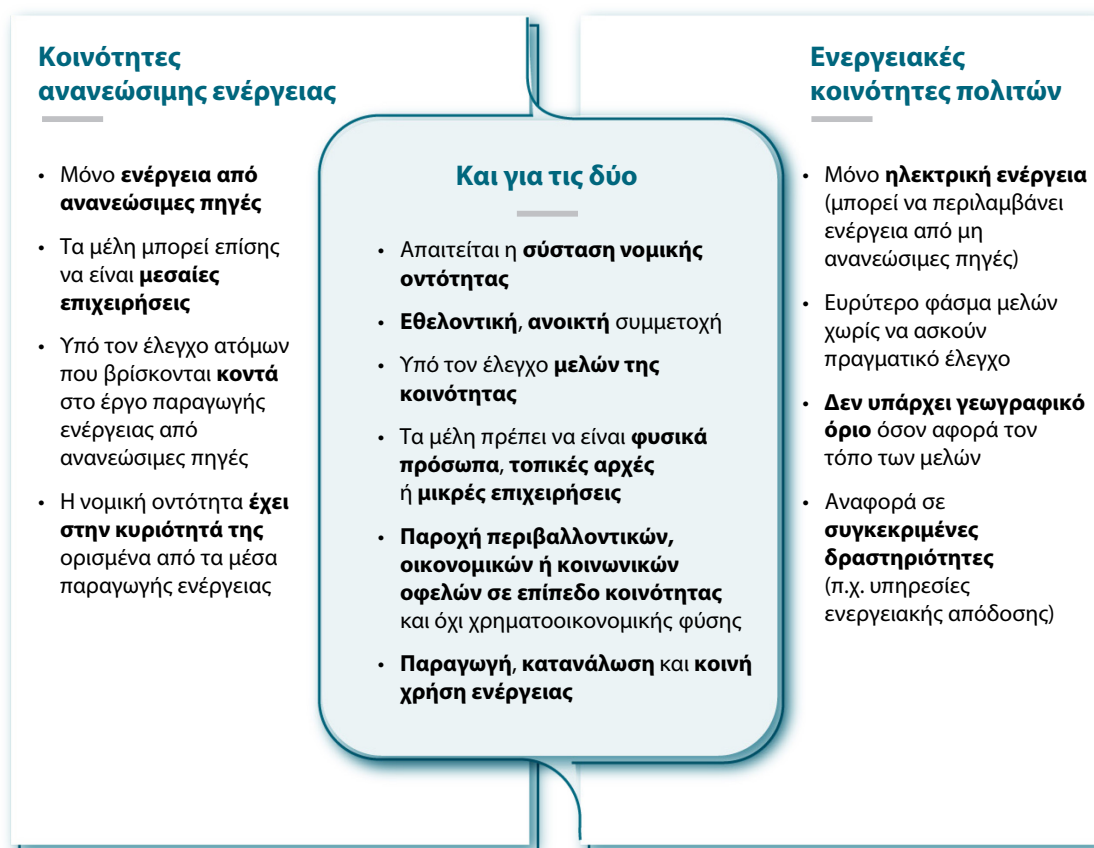 Κοινότητες
ανανεώσιμης ενέργειας
• Μόνο ενέργεια από
ανανεώσιμες πηγές
• Τα μέλη μπορεί επίσης
να είναι μεσαίες
επιχειρήσεις
• Υπό τον έλεγχο ατόμων
που βρίσκονται κοντά
στο έργο παραγωγής
ενέργειας από
ανανεώσιμες πηγές
• Η νομική οντότητα έχει
στην κυριότητά της
ορισμένα από τα μέσα
παραγωγής ενέργειας
Και για τις δύο
• Απαιτείται η σύσταση νομικής
οντότητας
• Εθελοντική, ανοικτή συμμετοχή
• Υπό τον έλεγχο μελών της
κοινότητας
• Τα μέλη πρέπει να είναι φυσικά
πρόσωπα, τοπικές αρχές
ή μικρές επιχειρήσεις
• Παροχή περιβαλλοντικών,
οικονομικών ή κοινωνικών
οφελών σε επίπεδο κοινότητας
και όχι χρηματοοικονομικής φύσης
• Παραγωγή, κατανάλωση και κοινή
χρήση ενέργειας
Ενεργειακές
κοινότητες πολιτών
• Μόνο ηλεκτρική ενέργεια
(μπορεί να περιλαμβάνει
ενέργεια από μη
ανανεώσιμες πηγές)
• Ευρύτερο φάσμα μελών
χωρίς να ασκούν
πραγματικό έλεγχο
• Δεν υπάρχει γεωγραφικό
όριο όσον αφορά τον
τόπο των μελών
• Αναφορά σε
συγκεκριμένες
δραστηριότητες
(π.χ. υπηρεσίες
ενεργειακής απόδοσης)